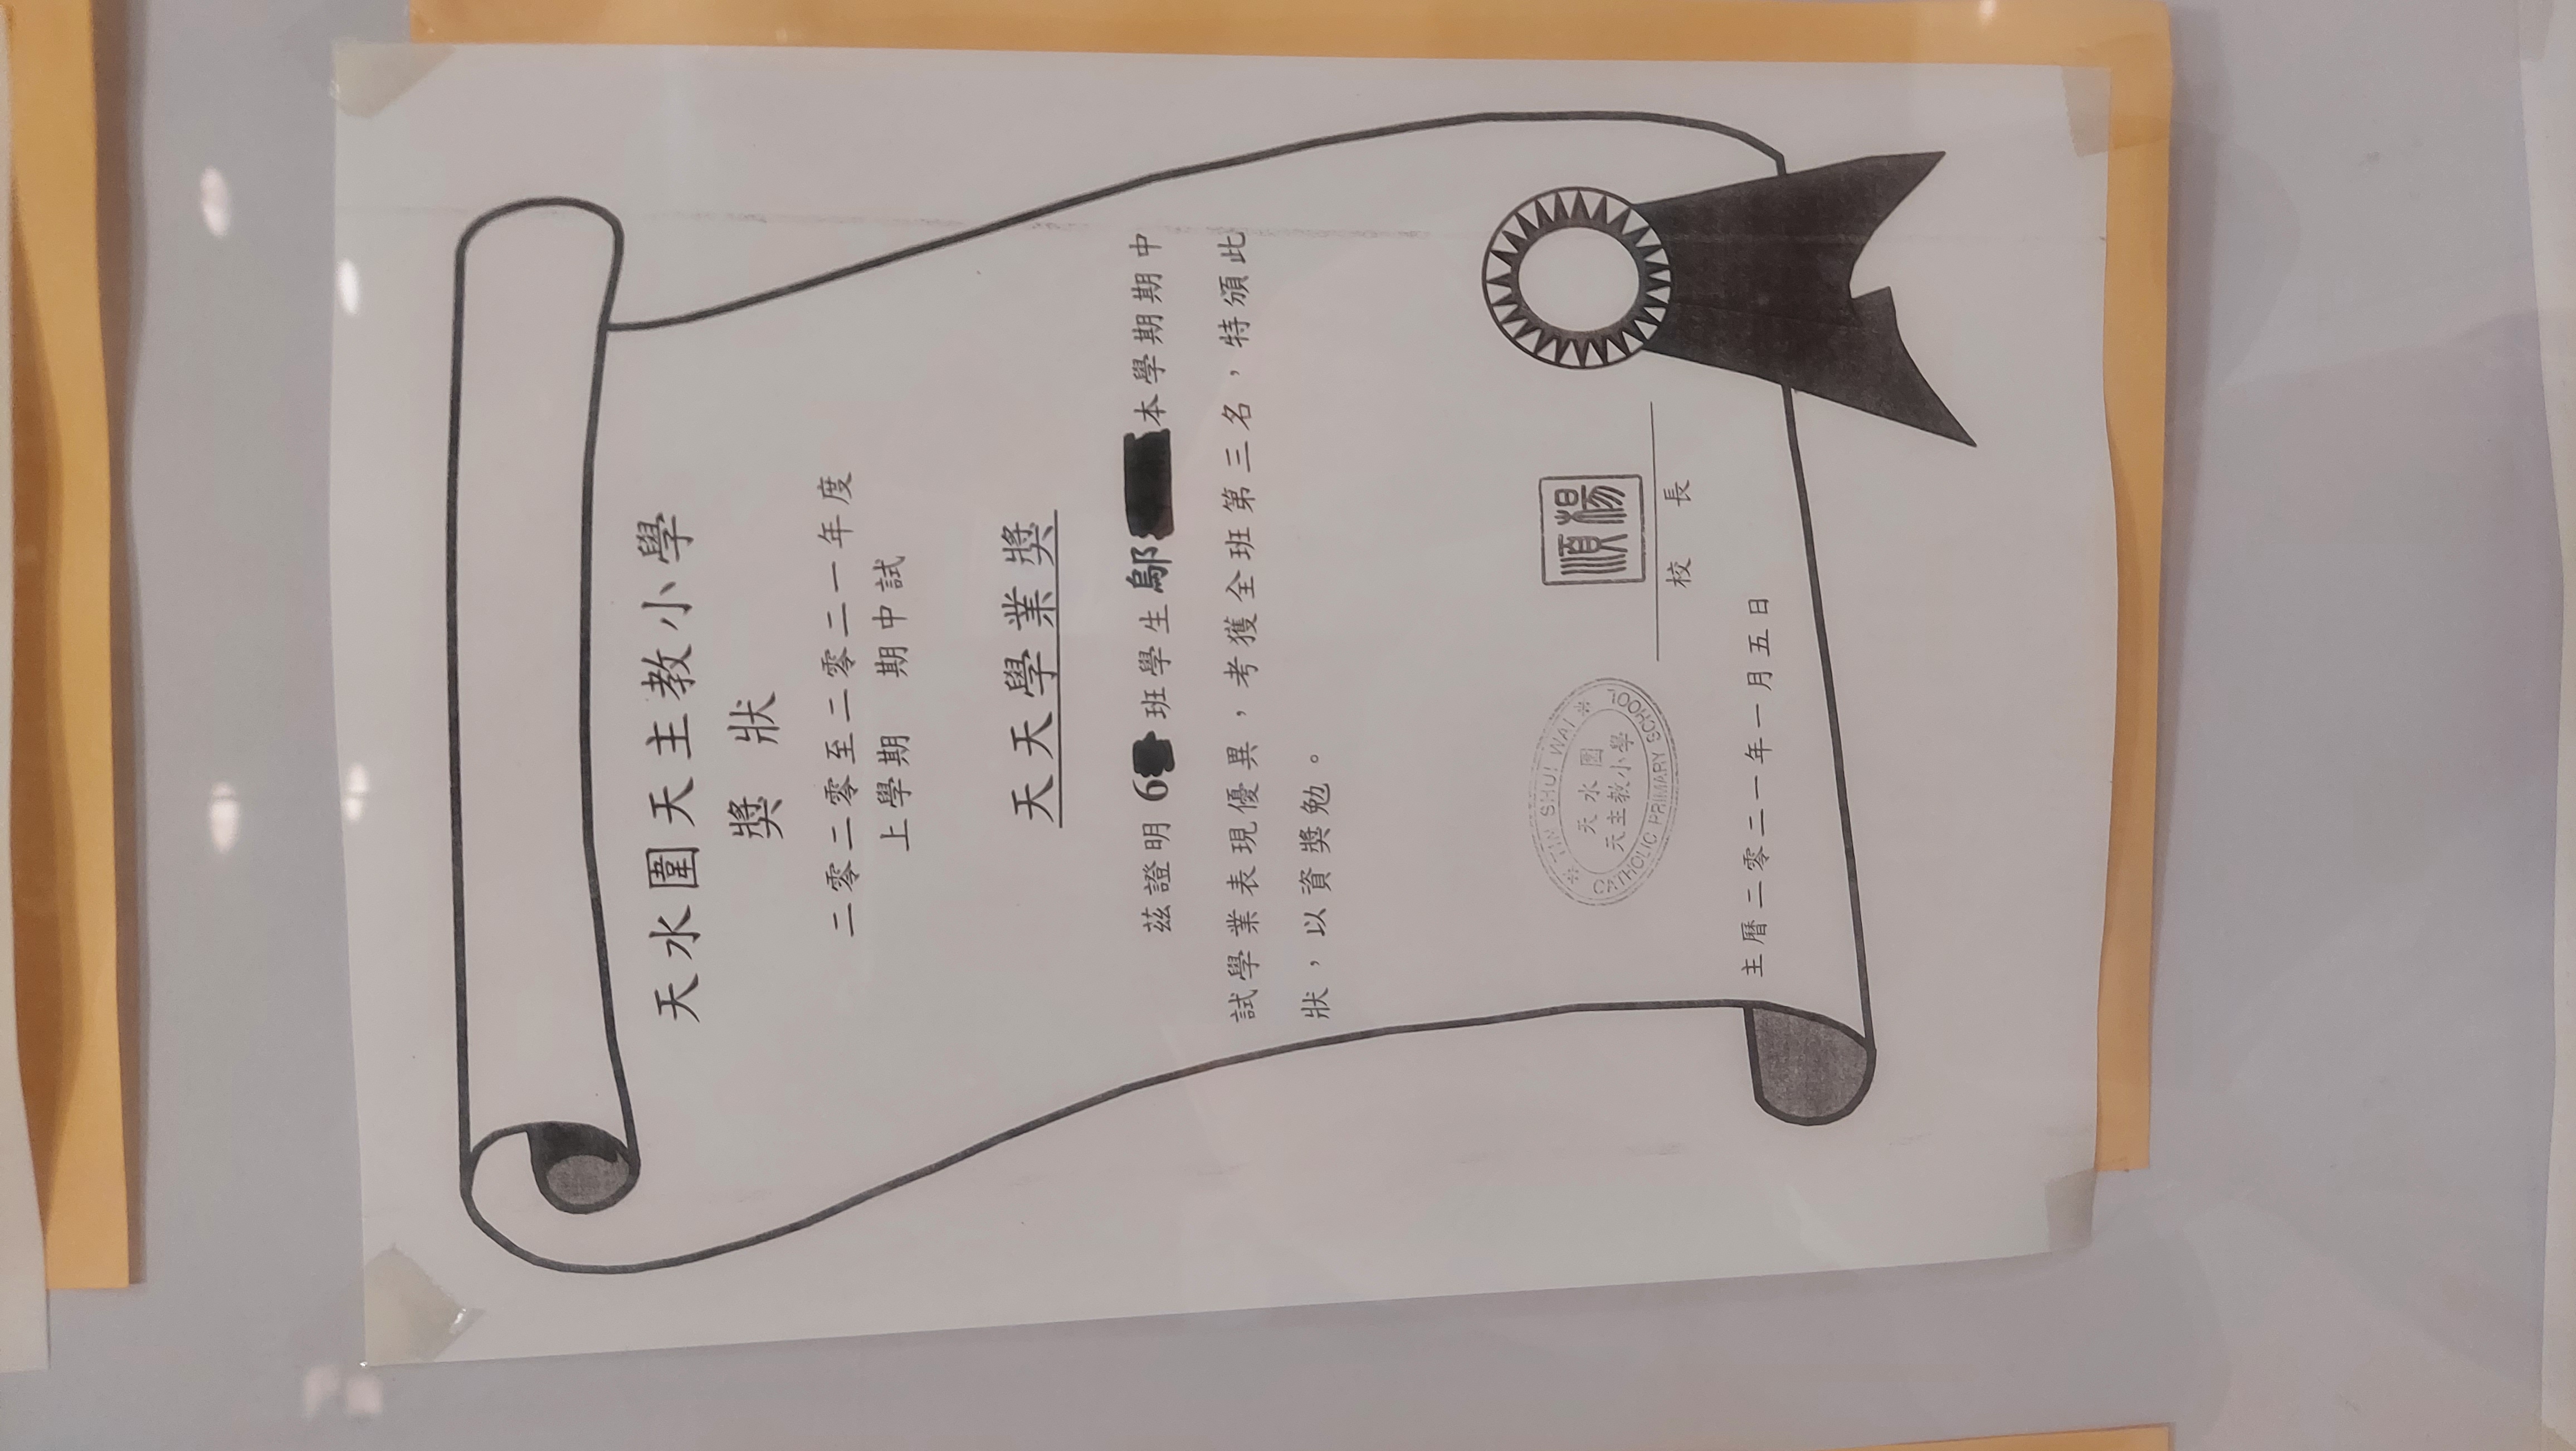 天水圍天主教小學
獎 狀
二零二零至二零二一年度
上學期 期中試
天天學業獎
茲證明 6 班學生鄔 本學期期中
試學業表現優異，考獲全班第三名，特頒此
狀，以資獎勉。
TIN SHUI WAI
天水圍
天主教小學
CATHOLIC PRIMARY SCHOOL
楊順
校 長
主曆二零二一年一月五日